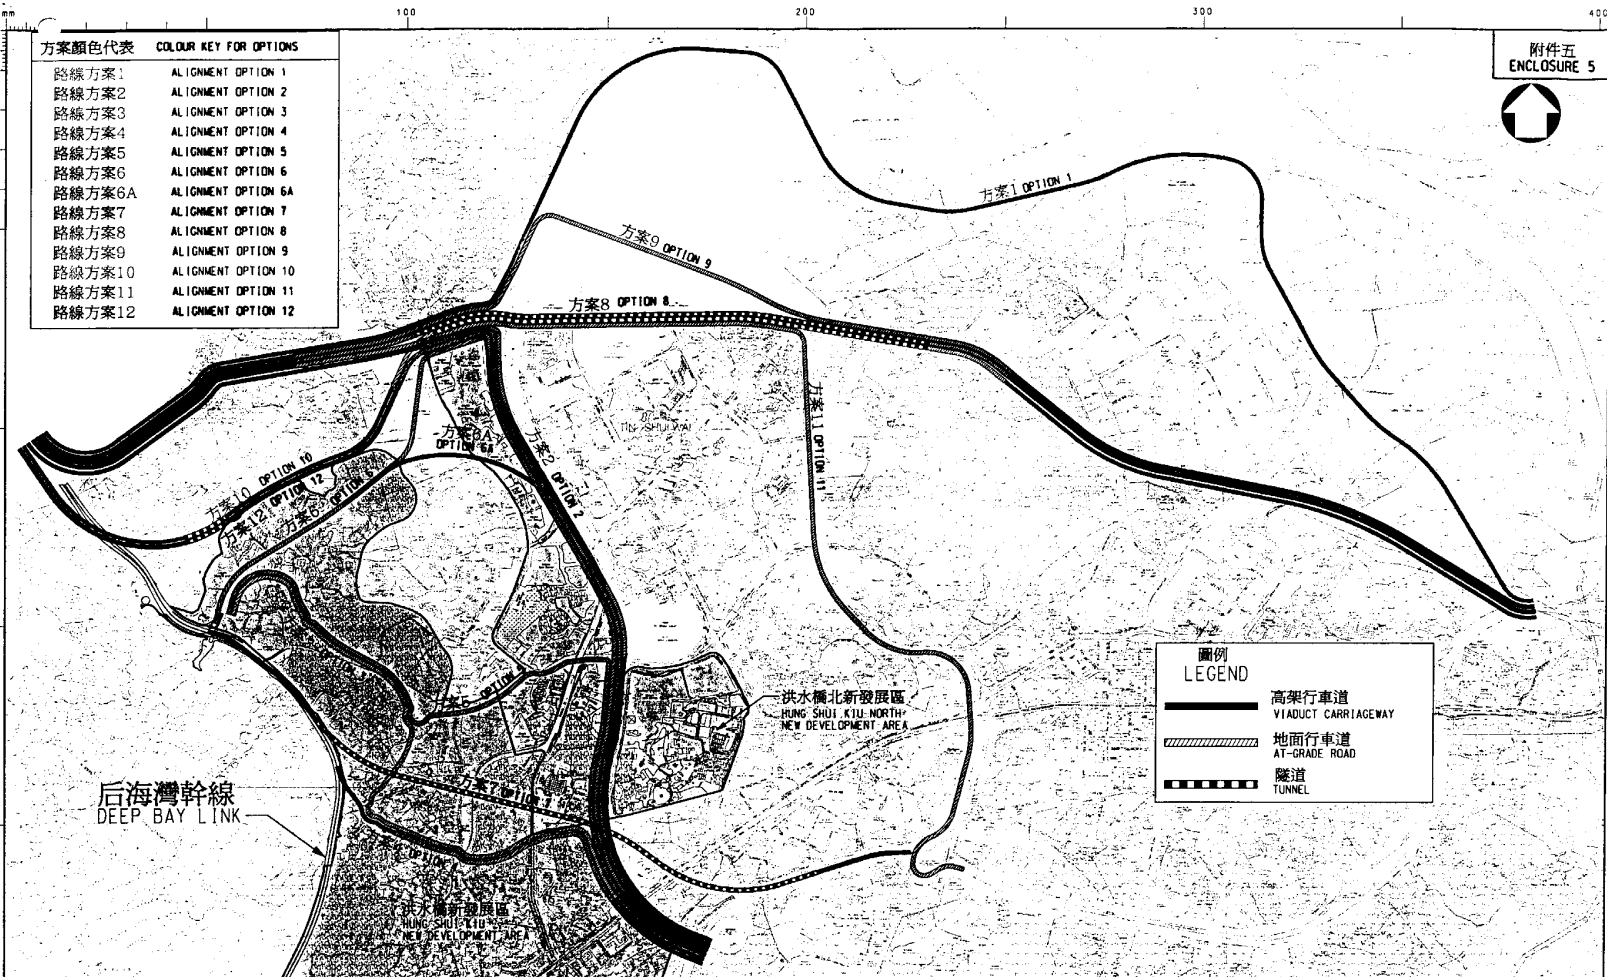 mm
100
200
300
400
方案顏色代表 COLOUR KEY FOR OPTIONS
路線方案1 ALIGNMENT OPTION 1
路線方案2 ALIGNMENT OPTION 2
路線方案3 ALIGNMENT OPTION 3
路線方案4 ALIGNMENT OPTION 4
路線方案5 ALIGNMENT OPTION 5
路線方案6 ALIGNMENT OPTION 6
路線方案6A ALIGNMENT OPTION 6A
路線方案7 ALIGNMENT OPTION 7
路線方案8 ALIGNMENT OPTION 8
路線方案9 ALIGNMENT OPTION 9
路線方案10 ALIGNMENT OPTION 10
路線方案11 ALIGNMENT OPTION 11
路線方案12 ALIGNMENT OPTION 12
附件五
ENCLOSURE 5
方案1 OPTION 1
方案9 OPTION 9
方案8 OPTION 8
方案11 OPTION 11
TIN SHUI WAI
方案6A
OPTION 6A
方案2 OPTION 2
方案10 OPTION 10
方案12 OPTION 12
方案6 OPTION 6
方案7 OPTION 7
洪水橋北新發展區
HUNG SHUI KIU NORTH
NEW DEVELOPMENT AREA
圖例
LEGEND
高架行車道
VIADUCT CARRIAGEWAY
地面行車道
AT-GRADE ROAD
隧道
TUNNEL
后海灣幹線
DEEP BAY LINK
洪水橋新發展區
HUNG SHUI KIU
NEW DEVELOPMENT AREA